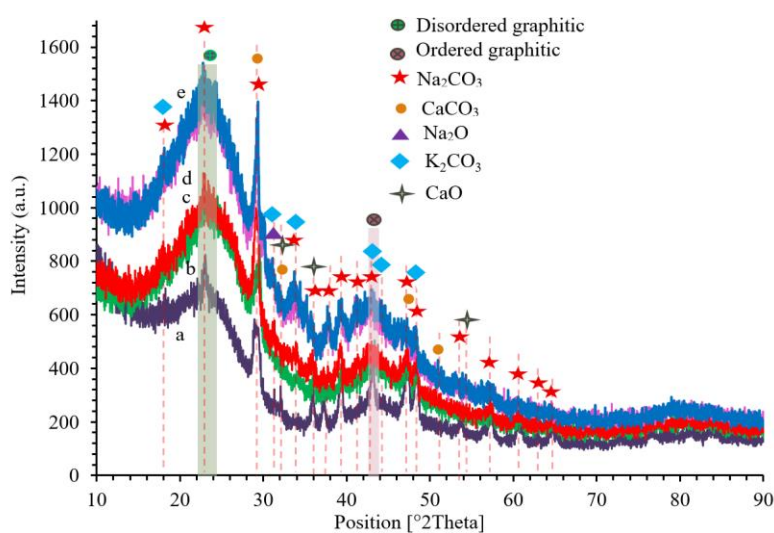 Disordered graphitic
Ordered graphitic
Na₂CO₃
CaCO₃
Na₂O
K₂CO₃
CaO
Intensity (a.u.)
1600
1400
1200
1000
800
600
400
200
0
e
d
c
b
a
10 20 30 40 50 60 70 80 90
Position [°2Theta]